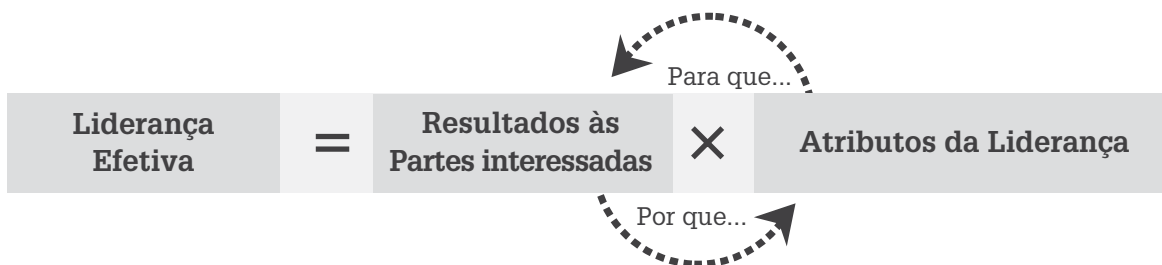 Para que...
Liderança
Efetiva
=
Resultados às
Partes interessadas
×
Atributos da Liderança
Por que...